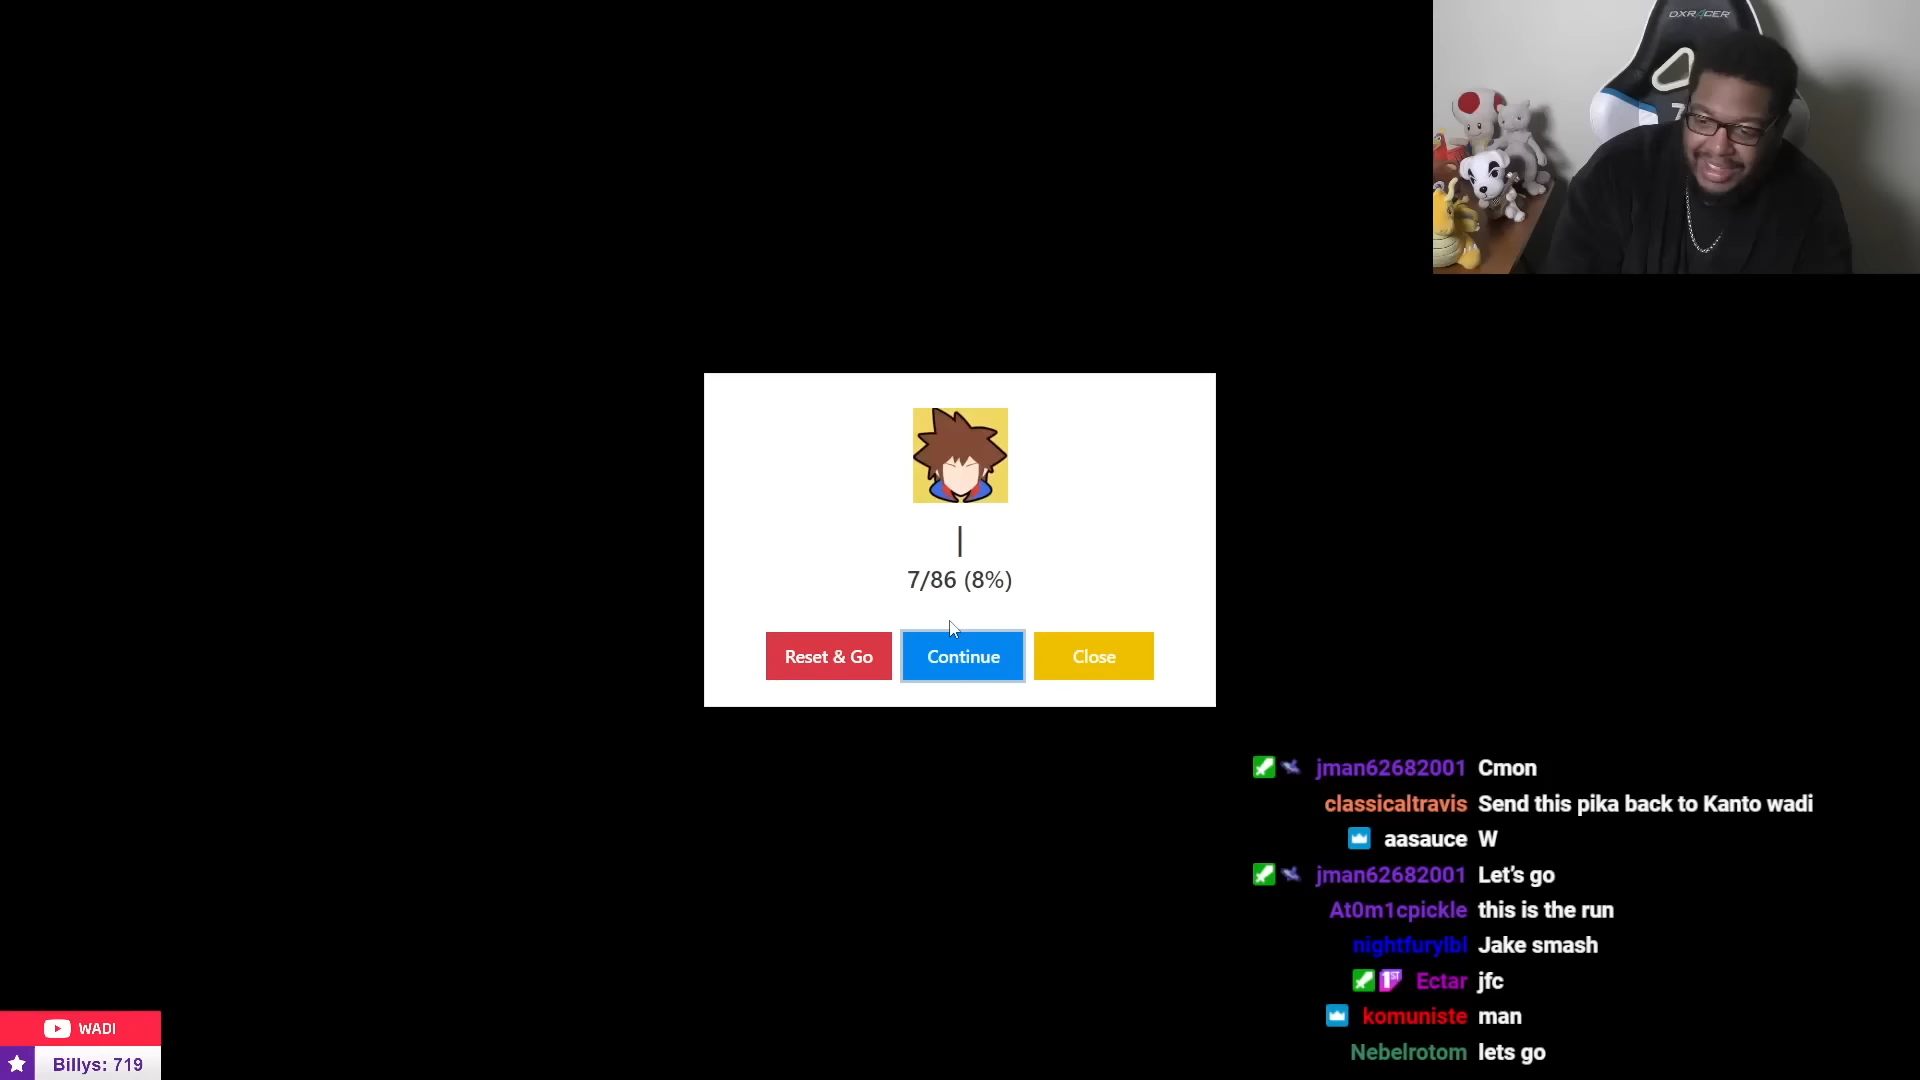 DXRACER
7
|
7/86 (8%)
Reset & Go
Continue
Close
jman62682001 Cmon
classicaltravis Send this pika back to Kanto wadi
aasauce W
jman62682001 Let's go
At0m1cpickle this is the run
nightfurylbl Jake smash
1ST Ectar jfc
komuniste man
Nebelrotom lets go
WADI
Billys: 719